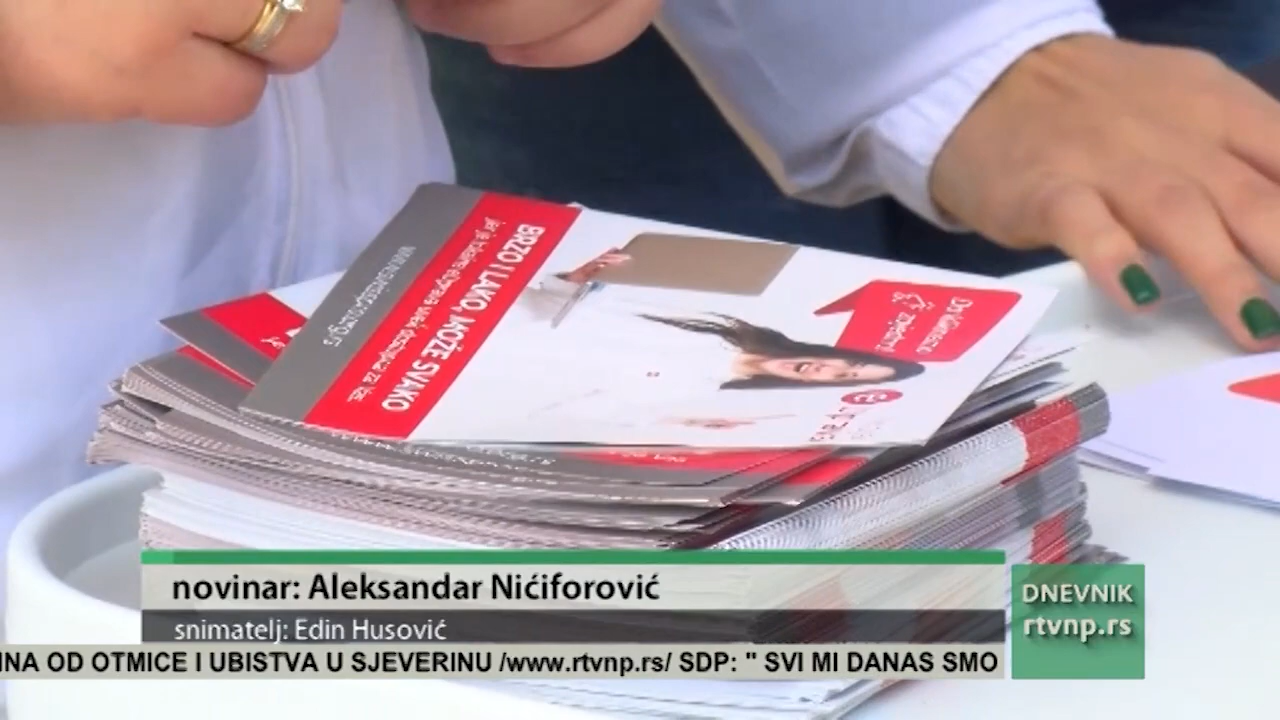 BRZO I LAKO, MOŽE SVAKO
novinar: Aleksandar Nićiforović
snimatelj: Edin Husović
INA OD OTMICE I UBISTVA U SJEVERINU /www.rtvnp.rs/ SDP: " SVI MI DANAS SMO
DNEVNIK
rtvnp.rs